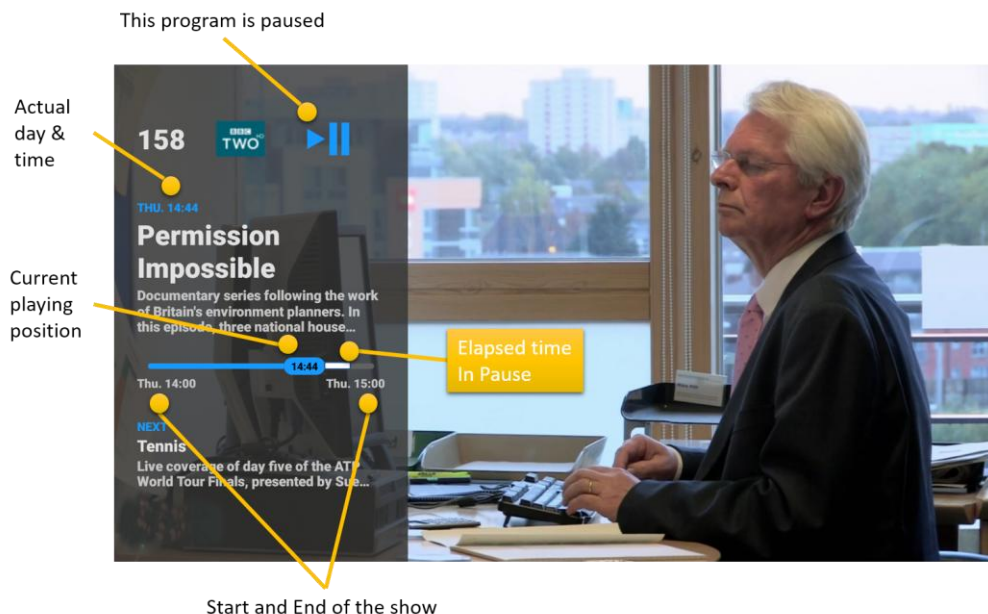 This program is paused
Actual
day &
time
158
BBC
TWO HD
THU. 14:44
Permission
Impossible
Documentary series following the work
of Britain's environment planners. In
this episode, three national house...
Current
playing
position
14:44
Elapsed time
In Pause
Thu. 14:00
Thu. 15:00
NEXT
Tennis
Live coverage of day five of the ATP
World Tour Finals, presented by Sue...
Start and End of the show